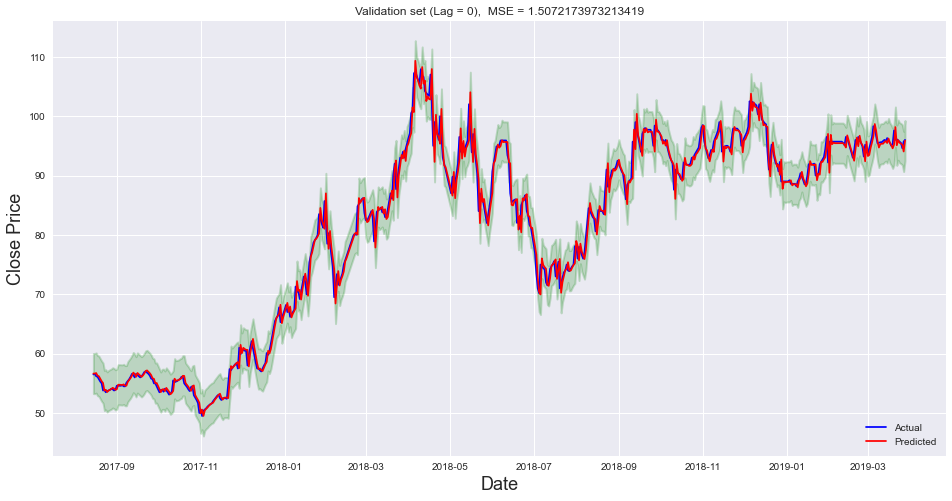 Validation set (Lag = 0),  MSE = 1.5072173973213419
Close Price
110
100
90
80
70
60
50
Actual
Predicted
2017-09 2017-11 2018-01 2018-03 2018-05 2018-07 2018-09 2018-11 2019-01 2019-03
Date